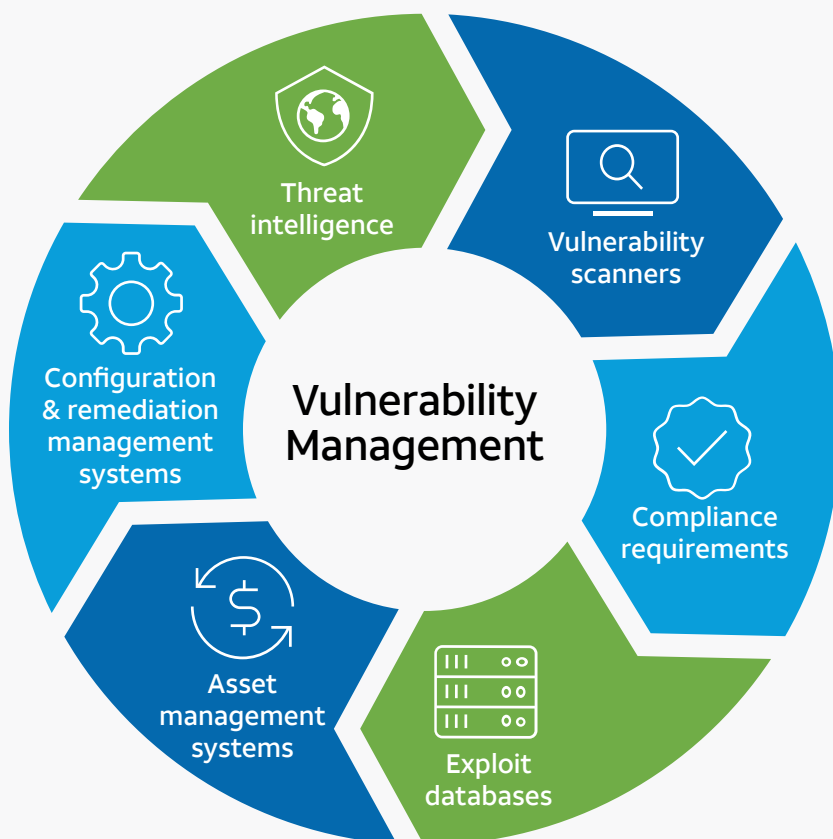 Threat
intelligence
Vulnerability
scanners
Compliance
requirements
Exploit
databases
Asset
management
systems
Configuration
& remediation
management
systems
Vulnerability
Management